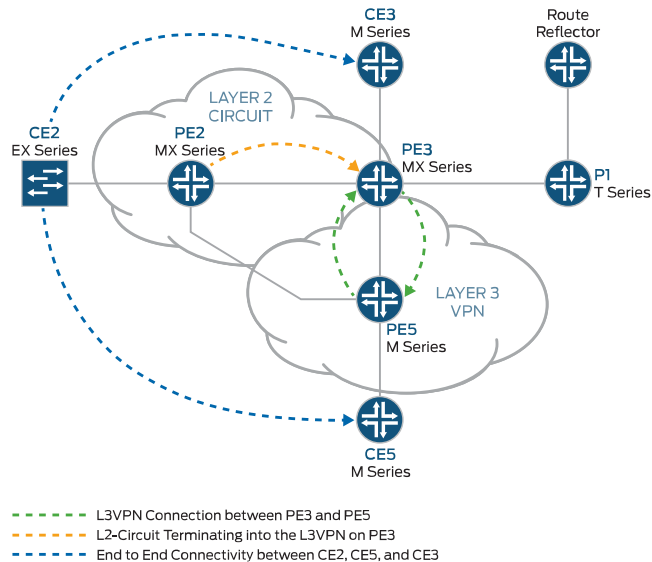 CE3
M Series
Route
Reflector
LAYER 2
CIRCUIT
CE2
EX Series
PE2
MX Series
PE3
MX Series
P1
T Series
LAYER 3
VPN
PE5
M Series
CE5
M Series
L3VPN Connection between PE3 and PE5
L2-Circuit Terminating into the L3VPN on PE3
End to End Connectivity between CE2, CE5, and CE3